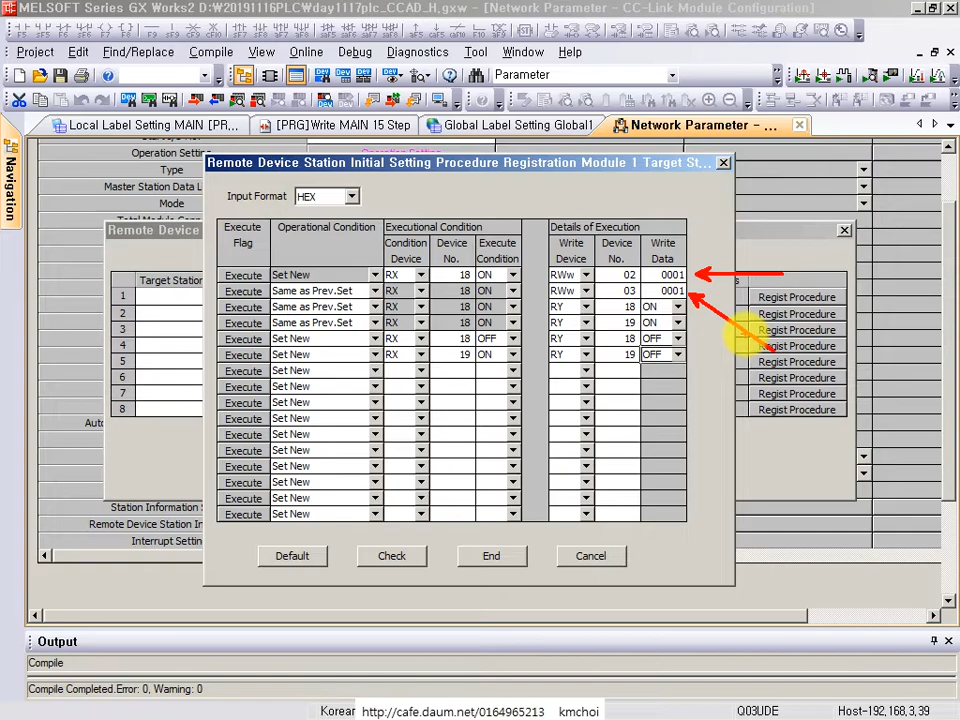 MELSOFT Series GX Works2 D:₩20191116PLC₩day1117plc_CCAD_H,gxw - [Network Parameter - CC-Link Module Configuration]
Project Edit Find/Replace Compile View Online Debug Diagnostics Tool Window Help
Parameter
Local Label Setting MAIN [PR... [PRG]Write MAIN 15 Step Global Label Setting Global1 Network Parameter - ...
Navigation
Operation Setting
Operation Setting
Type
Master Station Data L
Mode
Remote Device Station Initial Setting Procedure Registration Module 1 Target St...
Input Format HEX
Execute Flag Operational Condition Executional Condition Details of Execution
Condition Device Device No. Execute Condition Write Device Device No. Write Data
Execute Set New RX 18 ON RWw 02 0001
Execute Same as Prev.Set RX 18 ON RWw 03 0001
Execute Same as Prev.Set RX 18 ON RY 18 ON
Execute Same as Prev.Set RX 18 ON RY 19 ON
Execute Set New RX 18 OFF RY 18 OFF
Execute Set New RX 19 ON RY 19 OFF
Execute Set New
Execute Set New
Execute Set New
Execute Set New
Execute Set New
Execute Set New
Execute Set New
Execute Set New
Execute Set New
Execute Set New
Default Check End Cancel
Remote Device
Target Station
1 Regist Procedure
2 Regist Procedure
3 Regist Procedure
4 Regist Procedure
5 Regist Procedure
6 Regist Procedure
7 Regist Procedure
8 Regist Procedure
Auto
Station Information S
Remote Device Station In
Interrupt Setti
Output
Compile
Compile Completed.Error: 0, Warning: 0
Korean http://cafe.daum.net/0164965213 kmchoi Q03UDE Host-192,168,3,39